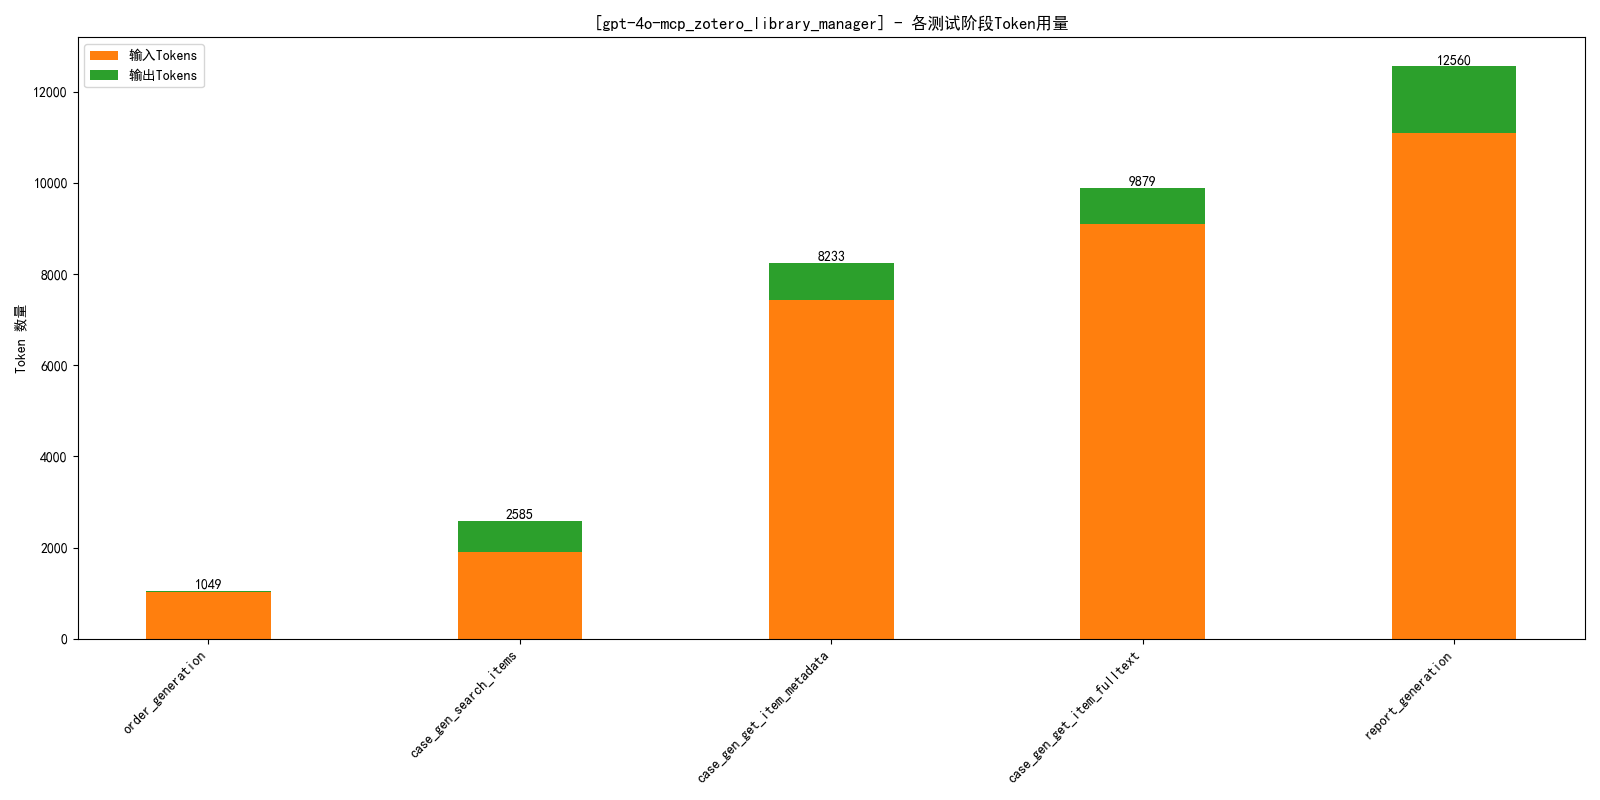 [gpt-4o-mcp_zotero_library_manager] - 各测试阶段Token用量
输入Tokens
输出Tokens
Token 数量
12000
10000
8000
6000
4000
2000
0
1049
2585
8233
9879
12560
order_generation
case_gen_search_items
case_gen_get_item_metadata
case_gen_get_item_fulltext
report_generation